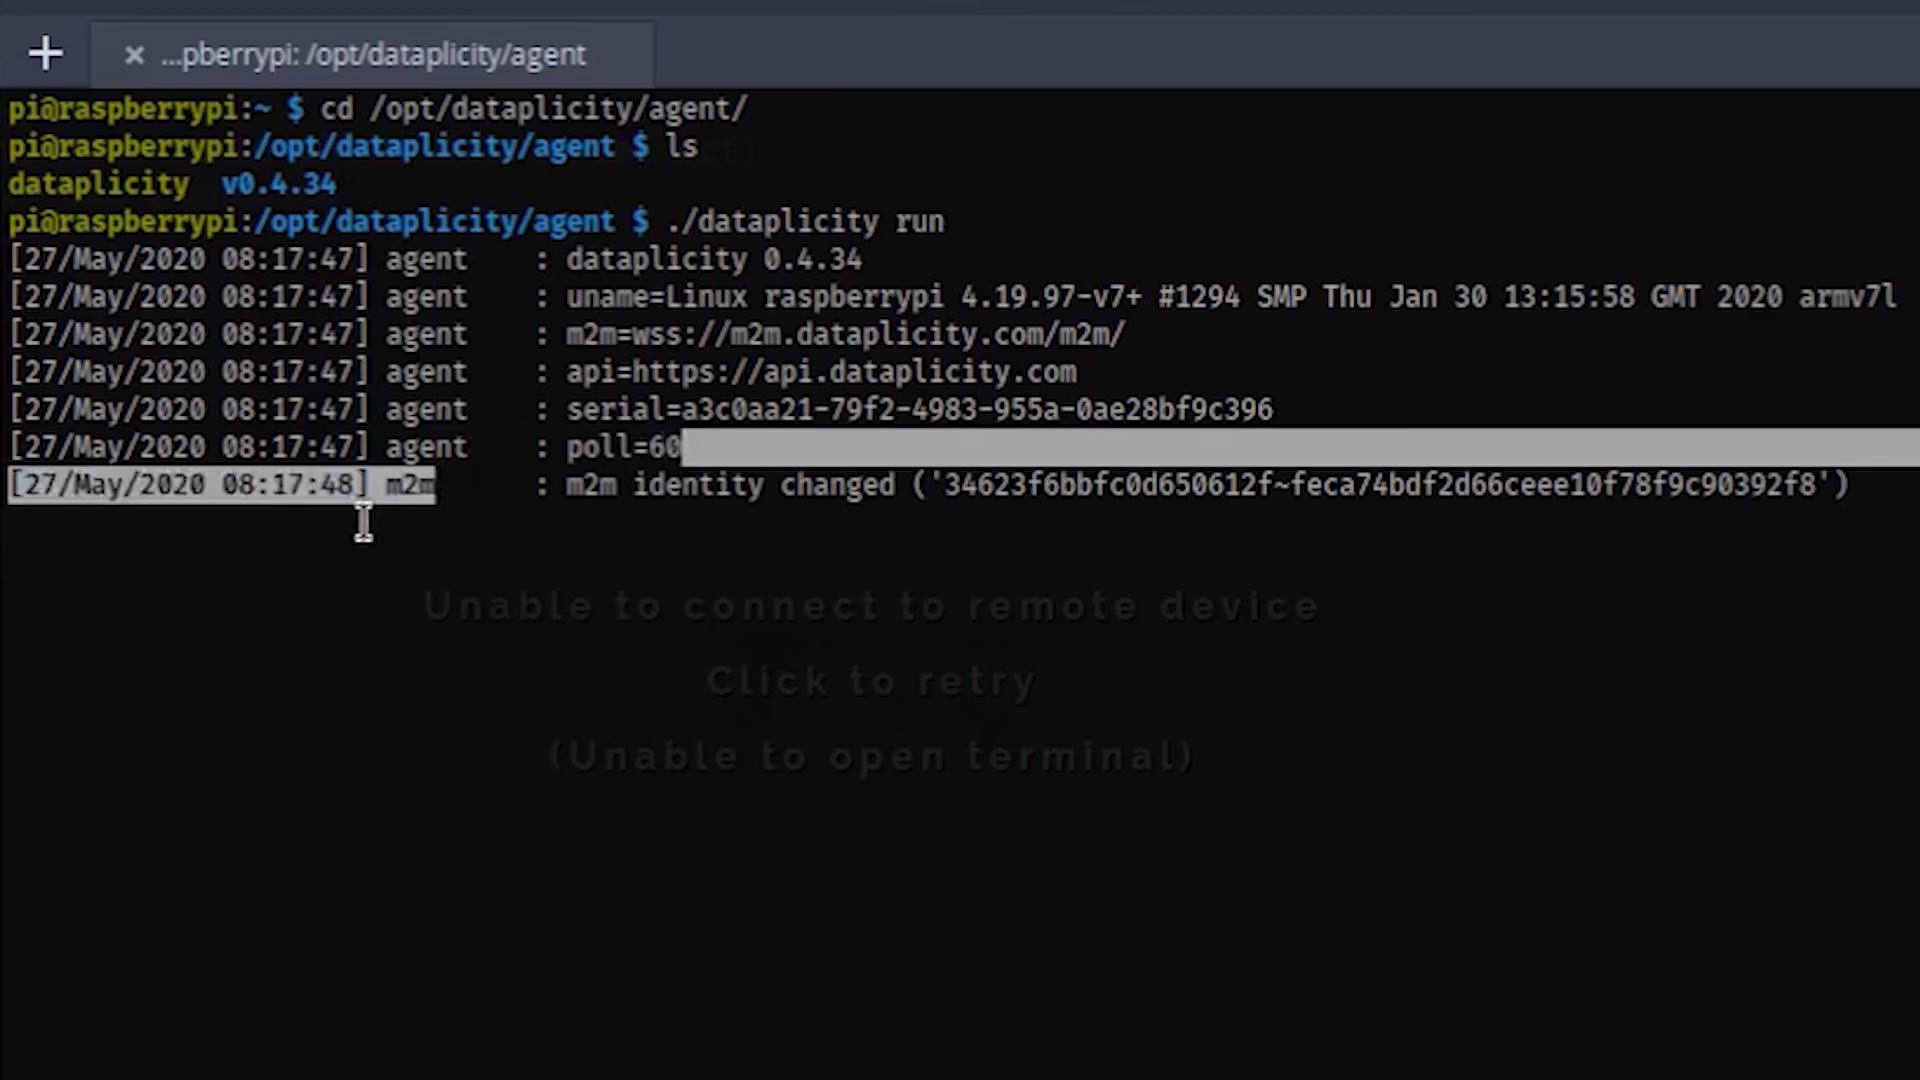 ...pberrypi: /opt/dataplicity/agent
pi@raspberrypi:~ $ cd /opt/dataplicity/agent/
pi@raspberrypi:/opt/dataplicity/agent $ ls
dataplicity  v0.4.34
pi@raspberrypi:/opt/dataplicity/agent $ ./dataplicity run
[27/May/2020 08:17:47] agent    : dataplicity 0.4.34
[27/May/2020 08:17:47] agent    : uname=Linux raspberrypi 4.19.97-v7+ #1294 SMP Thu Jan 30 13:15:58 GMT 2020 armv7l
[27/May/2020 08:17:47] agent    : m2m=wss://m2m.dataplicity.com/m2m/
[27/May/2020 08:17:47] agent    : api=https://api.dataplicity.com
[27/May/2020 08:17:47] agent    : serial=a3c0aa21-79f2-4983-955a-0ae28bf9c396
[27/May/2020 08:17:47] agent    : poll=60
[27/May/2020 08:17:48] m2m      : m2m identity changed ('34623f6bbfc0d650612f~feca74bdf2d66ceee10f78f9c90392f8')
Unable to connect to remote device
Click to retry
(Unable to open terminal)